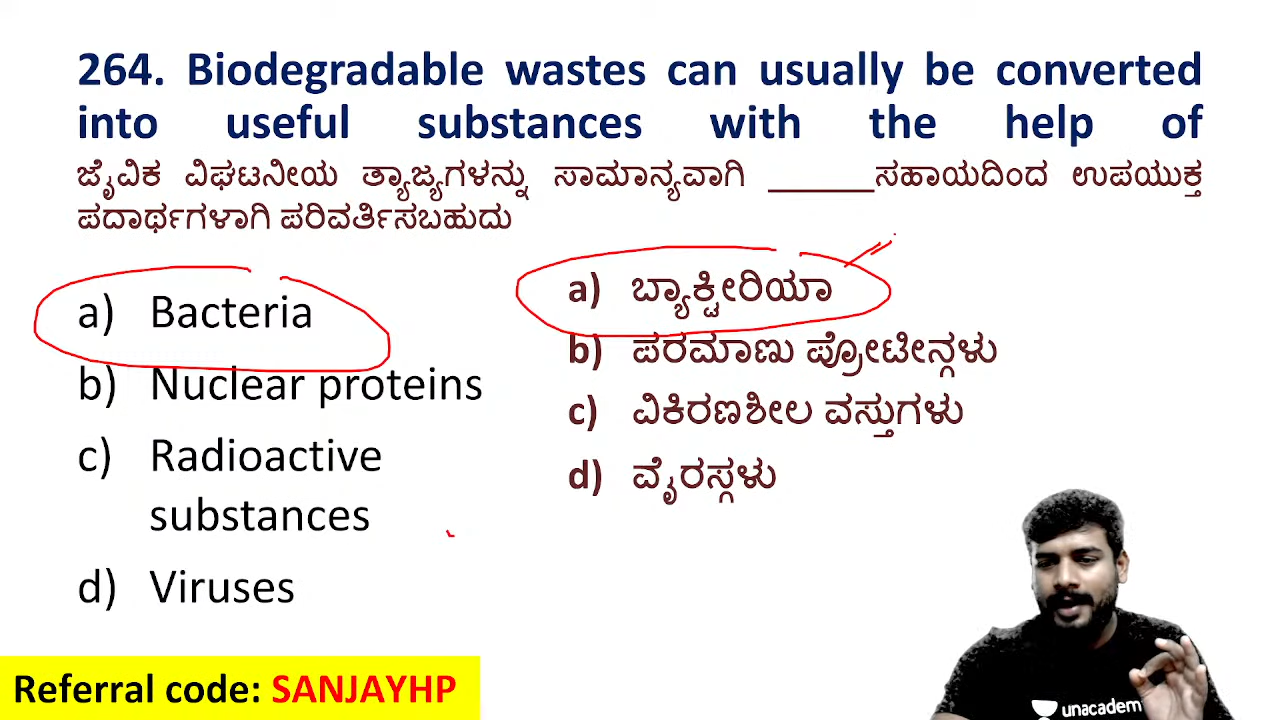 264. Biodegradable wastes can usually be converted
into useful substances with the help of
ಜೈವಿಕ ವಿಘಟನೀಯ ತ್ಯಾಜ್ಯಗಳನ್ನು ಸಾಮಾನ್ಯವಾಗಿ ______ಸಹಾಯದಿಂದ ಉಪಯುಕ್ತ
ಪದಾರ್ಥಗಳಾಗಿ ಪರಿವರ್ತಿಸಬಹುದು
a) Bacteria
b) Nuclear proteins
c) Radioactive
substances
d) Viruses
a) ಬ್ಯಾಕ್ಟೀರಿಯಾ
b) ಪರಮಾಣು ಪ್ರೋಟೀನ್ಗಳು
c) ವಿಕಿರಣಶೀಲ ವಸ್ತುಗಳು
d) ವೈರಸ್ಗಳು
Referral code: SANJAYHP
unacadem